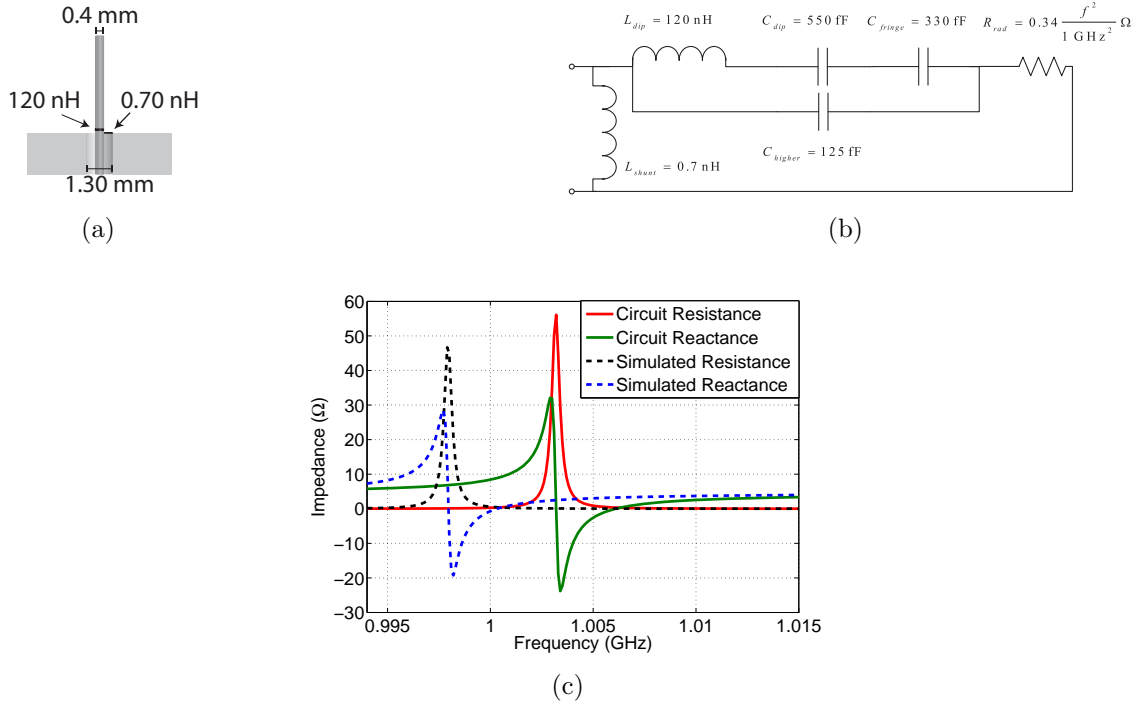 0.4 mm
120 nH
0.70 nH
1.30 mm
(a)
L_dip = 120 nH
C_dip = 550 fF
C_fringe = 330 fF
R_rad = 0.34 f^2 / 1 GHz^2 Ω
C_higher = 125 fF
L_shunt = 0.7 nH
(b)
60
50
40
30
20
10
0
−10
−20
−30
Impedance (Ω)
Circuit Resistance
Circuit Reactance
Simulated Resistance
Simulated Reactance
0.995
1
1.005
1.01
1.015
Frequency (GHz)
(c)